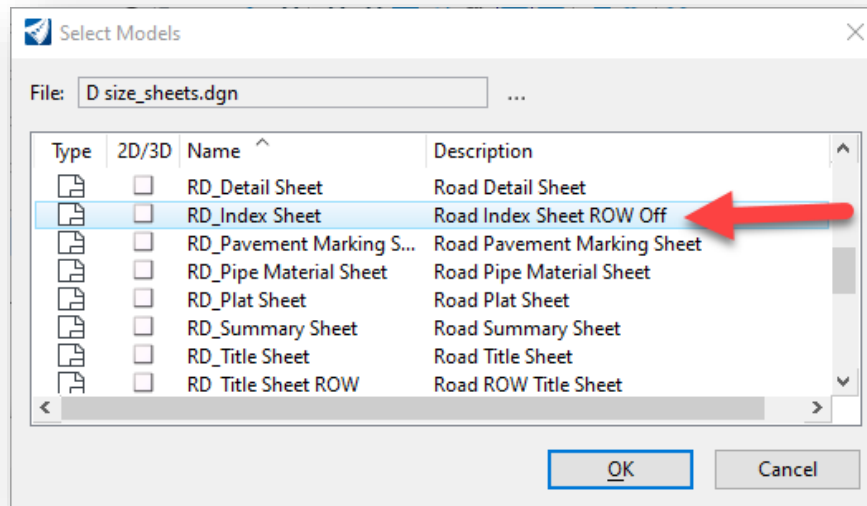 Select Models
File: D size_sheets.dgn ...
Type 2D/3D Name Description
RD_Detail Sheet Road Detail Sheet
RD_Index Sheet Road Index Sheet ROW Off
RD_Pavement Marking S... Road Pavement Marking Sheet
RD_Pipe Material Sheet Road Pipe Material Sheet
RD_Plat Sheet Road Plat Sheet
RD_Summary Sheet Road Summary Sheet
RD_Title Sheet Road Title Sheet
RD_Title Sheet ROW Road ROW Title Sheet
OK Cancel